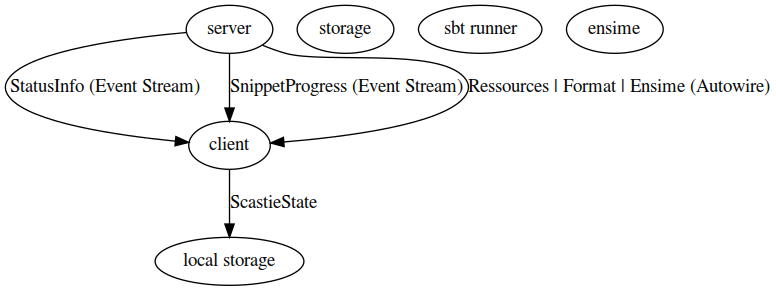 server
storage
sbt runner
ensime
StatusInfo (Event Stream)
SnippetProgress (Event Stream)
Ressources | Format | Ensime (Autowire)
client
ScastieState
local storage